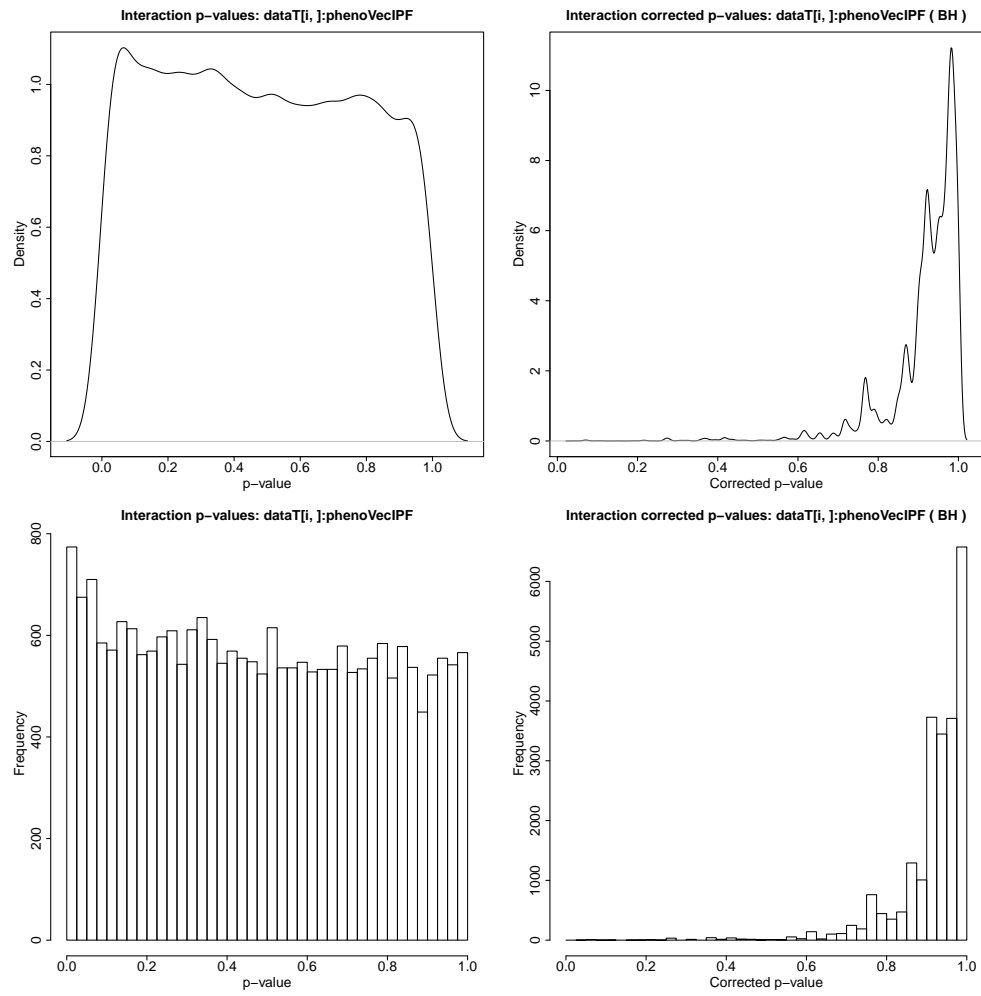 Interaction p−values: dataT[i, ]:phenoVecIPF
Density
0.0 0.2 0.4 0.6 0.8 1.0
0.0 0.2 0.4 0.6 0.8 1.0
p−value
Interaction corrected p−values: dataT[i, ]:phenoVecIPF ( BH )
Density
0 2 4 6 8 10
0.0 0.2 0.4 0.6 0.8 1.0
Corrected p−value
Interaction p−values: dataT[i, ]:phenoVecIPF
Frequency
0 200 400 600 800
0.0 0.2 0.4 0.6 0.8 1.0
p−value
Interaction corrected p−values: dataT[i, ]:phenoVecIPF ( BH )
Frequency
0 1000 2000 3000 4000 5000 6000
0.0 0.2 0.4 0.6 0.8 1.0
Corrected p−value